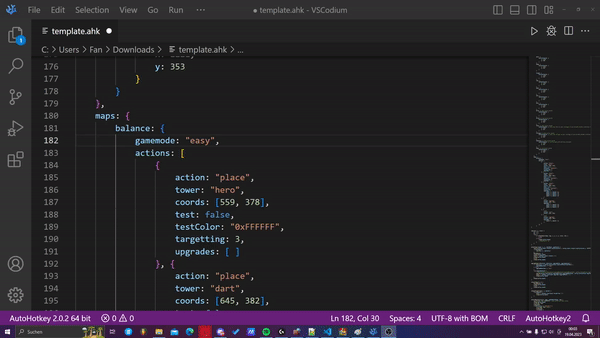 File Edit Selection View Go Run ... ● template.ahk - VSCodium
template.ahk ●
C: > Users > Fan > Downloads > template.ahk > ...
176 y: 353
177 }
178 }
179 },
180 maps: {
181 balance: {
182 gamemode: "easy",
183 actions: [
184 {
185 action: "place",
186 tower: "hero",
187 coords: [559, 378],
188 test: false,
189 testColor: "0xFFFFFF",
190 targetting: 3,
191 upgrades: [ ]
192 }, {
193 action: "place",
194 tower: "dart",
195 coords: [645, 382],
AutoHotkey 2.0.2 64 bit 0 0 Ln 182, Col 30 Spaces: 4 UTF-8 with BOM CRLF AutoHotkey2
Suchen